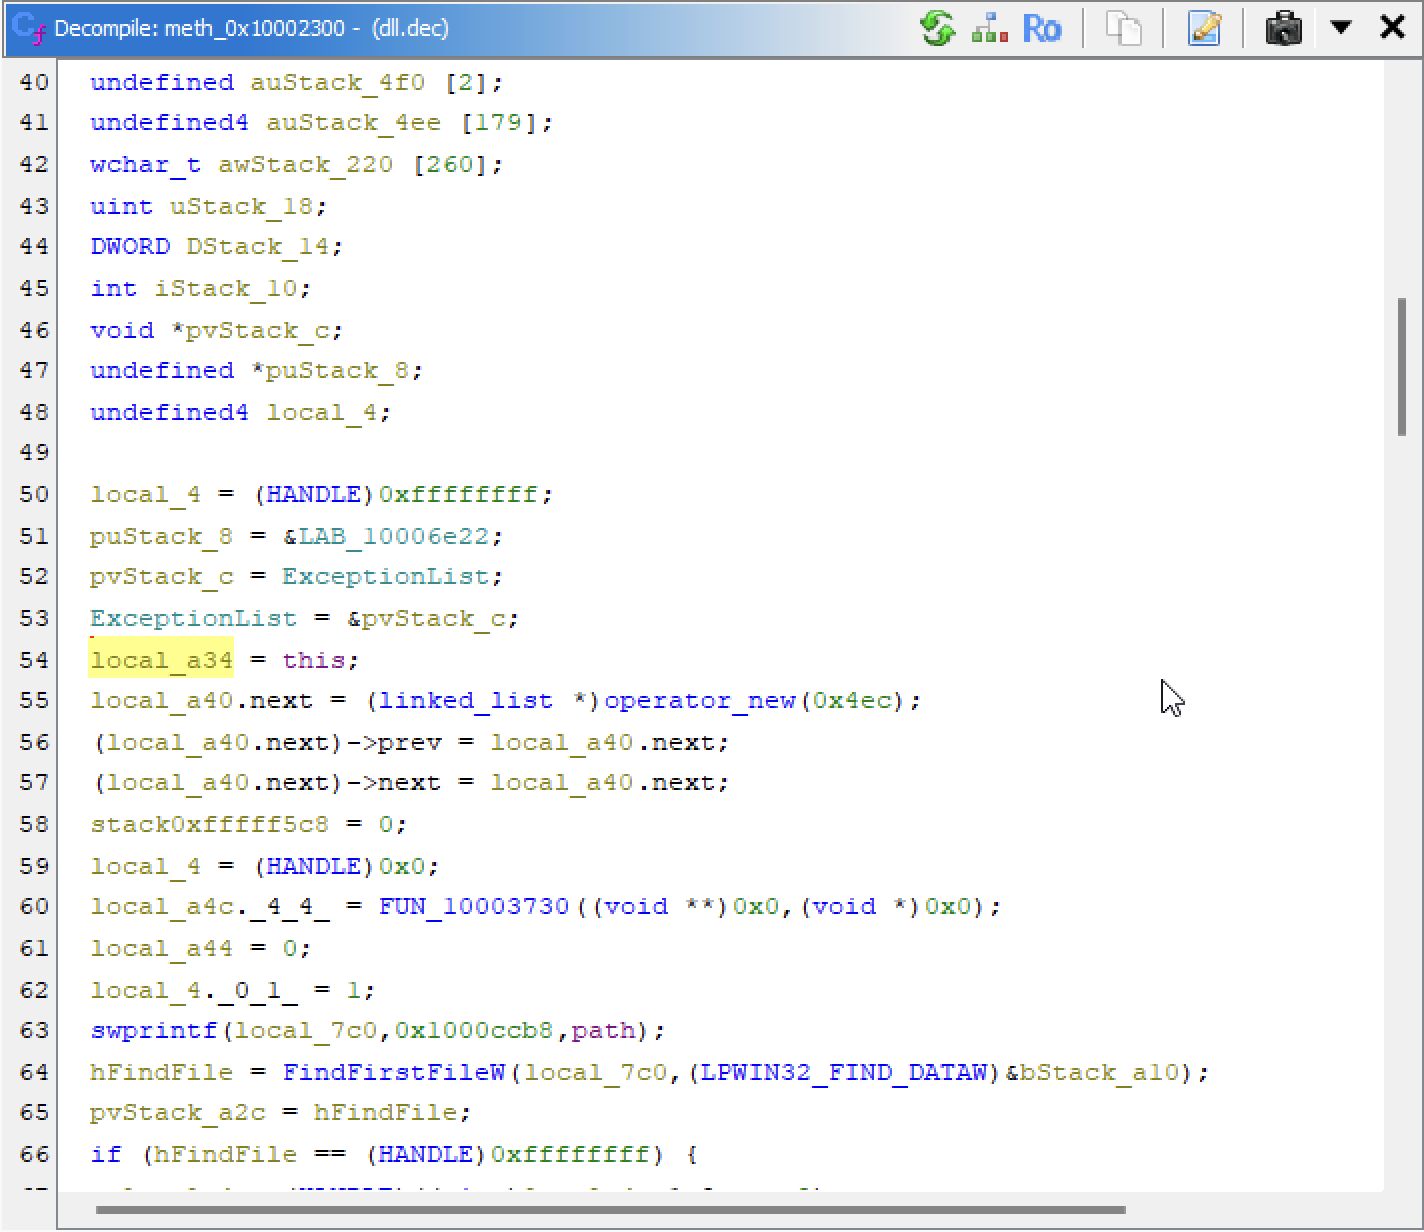 Decompile: meth_0x10002300 - (dll.dec)
Ro
40 undefined auStack_4f0 [2];
41 undefined4 auStack_4ee [179];
42 wchar_t awStack_220 [260];
43 uint uStack_18;
44 DWORD DStack_14;
45 int iStack_10;
46 void *pvStack_c;
47 undefined *puStack_8;
48 undefined4 local_4;
49
50 local_4 = (HANDLE)0xffffffff;
51 puStack_8 = &LAB_10006e22;
52 pvStack_c = ExceptionList;
53 ExceptionList = &pvStack_c;
54 local_a34 = this;
55 local_a40.next = (linked_list *)operator_new(0x4ec);
56 (local_a40.next)->prev = local_a40.next;
57 (local_a40.next)->next = local_a40.next;
58 stack0xfffff5c8 = 0;
59 local_4 = (HANDLE)0x0;
60 local_a4c._4_4_ = FUN_10003730((void **)0x0,(void *)0x0);
61 local_a44 = 0;
62 local_4._0_1_ = 1;
63 swprintf(local_7c0,0x1000ccb8,path);
64 hFindFile = FindFirstFileW(local_7c0,(LPWIN32_FIND_DATAW)&bStack_a10);
65 pvStack_a2c = hFindFile;
66 if (hFindFile == (HANDLE)0xffffffff) {